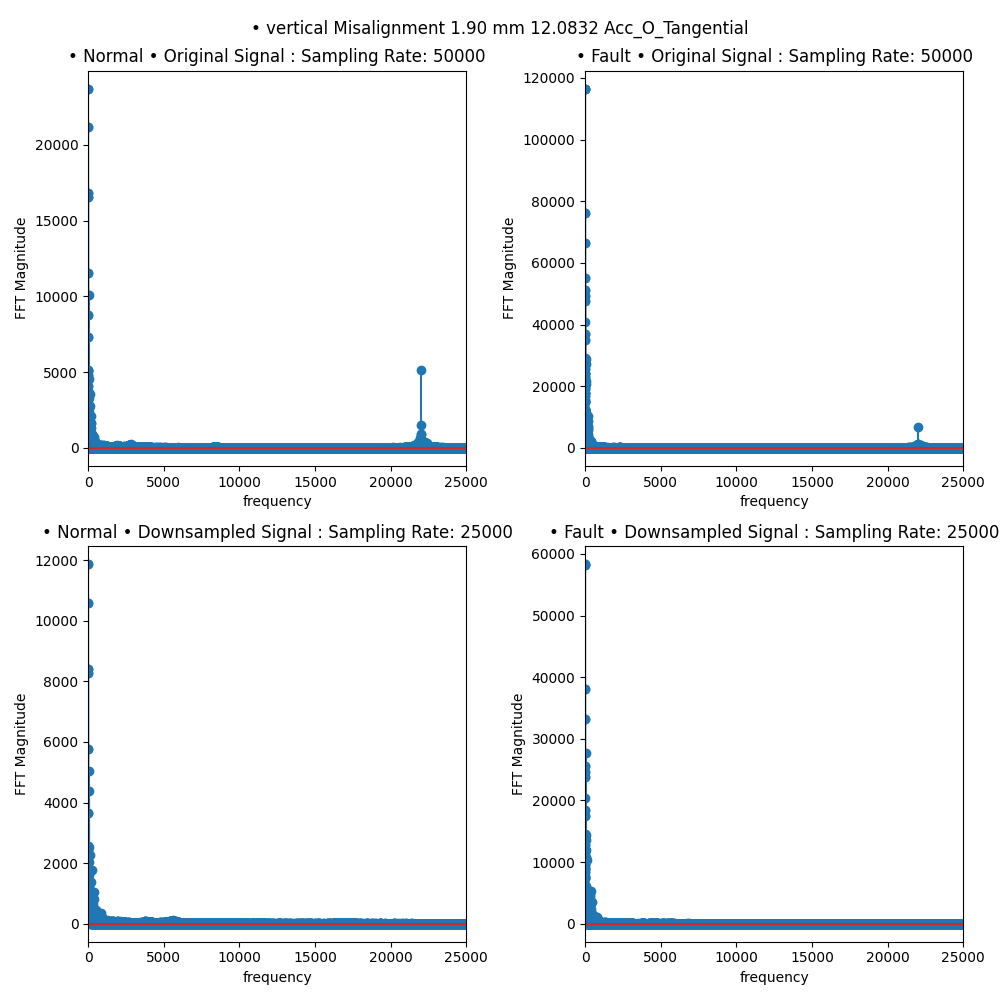 • vertical Misalignment 1.90 mm 12.0832 Acc_O_Tangential
• Normal • Original Signal : Sampling Rate: 50000
FFT Magnitude
20000
15000
10000
5000
0
0 5000 10000 15000 20000 25000
frequency
• Fault • Original Signal : Sampling Rate: 50000
FFT Magnitude
120000
100000
80000
60000
40000
20000
0
0 5000 10000 15000 20000 25000
frequency
• Normal • Downsampled Signal : Sampling Rate: 25000
FFT Magnitude
12000
10000
8000
6000
4000
2000
0
0 5000 10000 15000 20000 25000
frequency
• Fault • Downsampled Signal : Sampling Rate: 25000
FFT Magnitude
60000
50000
40000
30000
20000
10000
0
0 5000 10000 15000 20000 25000
frequency